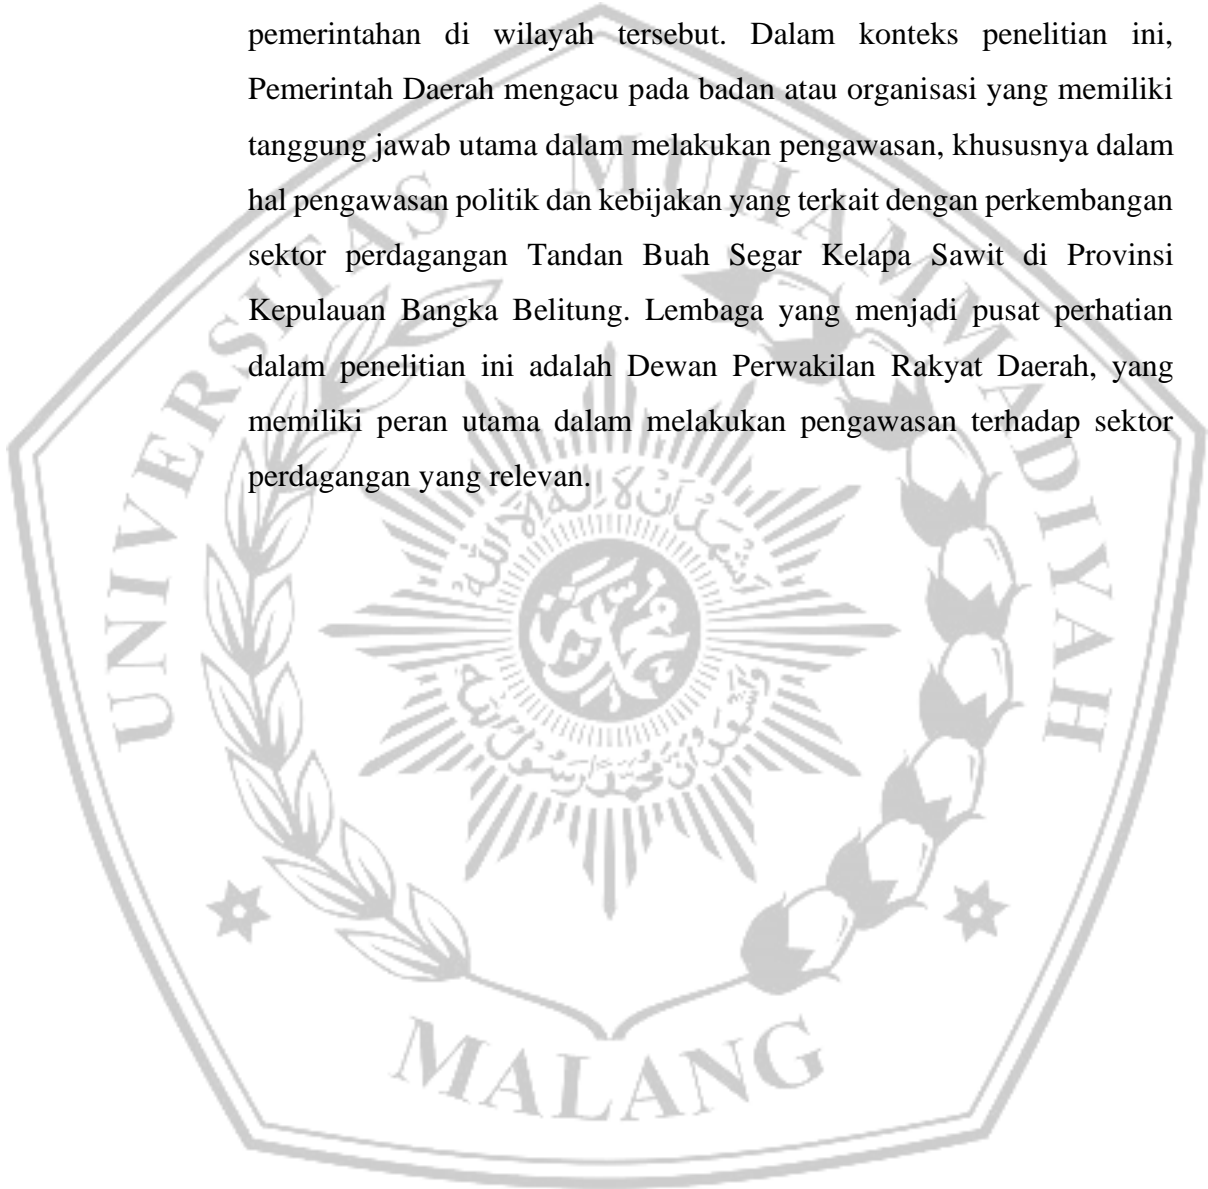 pemerintahan di wilayah tersebut. Dalam konteks penelitian ini,
Pemerintah Daerah mengacu pada badan atau organisasi yang memiliki
tanggung jawab utama dalam melakukan pengawasan, khususnya dalam
hal pengawasan politik dan kebijakan yang terkait dengan perkembangan
sektor perdagangan Tandan Buah Segar Kelapa Sawit di Provinsi
Kepulauan Bangka Belitung. Lembaga yang menjadi pusat perhatian
dalam penelitian ini adalah Dewan Perwakilan Rakyat Daerah, yang
memiliki peran utama dalam melakukan pengawasan terhadap sektor
perdagangan yang relevan.
UNIVERSITAS MUHAMMADIYAH
MALANG